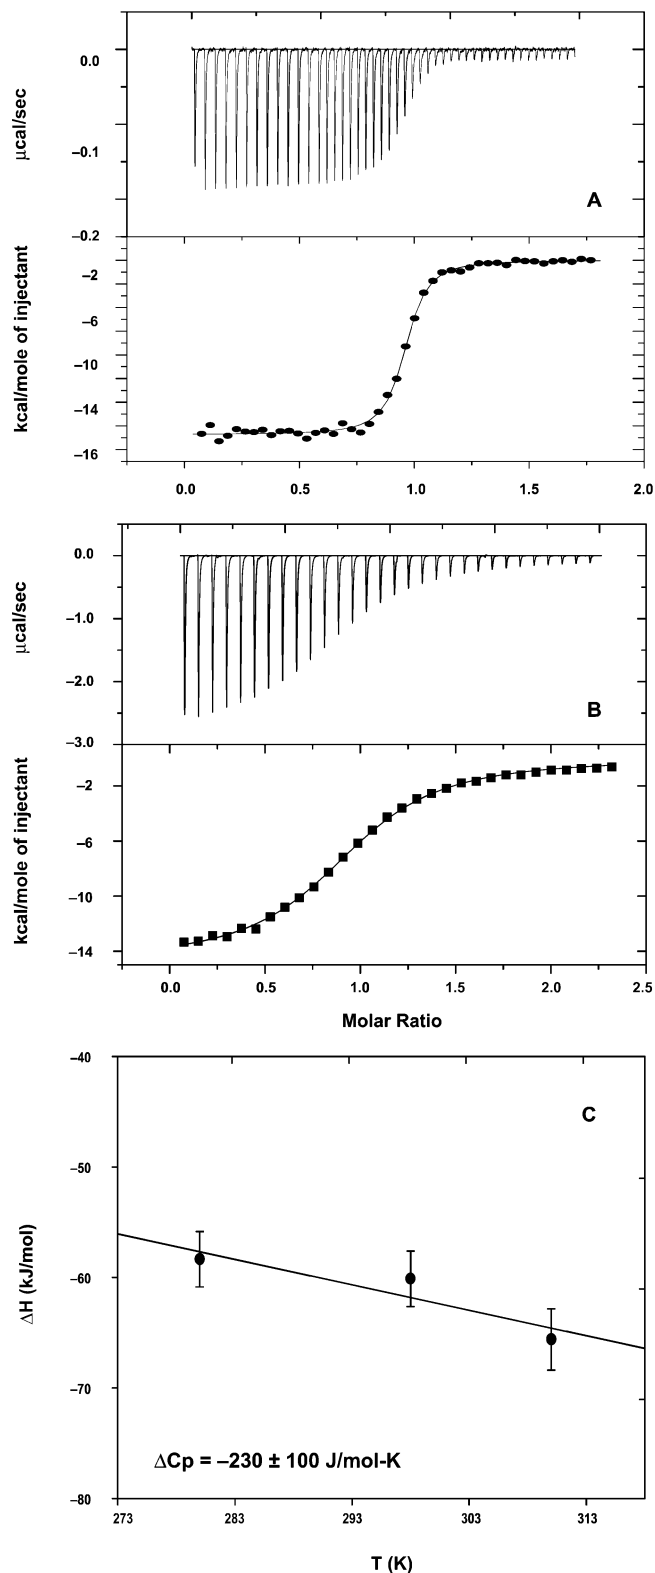 0.0
μcal/sec
–0.1
A
–0.2
–2
kcal/mole of injectant
–6
–10
–14
–16
0.0 0.5 1.0 1.5 2.0
0.0
μcal/sec
–1.0
–2.0
B
–3.0
–2
kcal/mole of injectant
–6
–10
–14
0.0 0.5 1.0 1.5 2.0 2.5
Molar Ratio
–40
C
–50
ΔH (kJ/mol)
–60
–70
ΔCp = –230 ± 100 J/mol-K
–80
273 283 293 303 313
T (K)